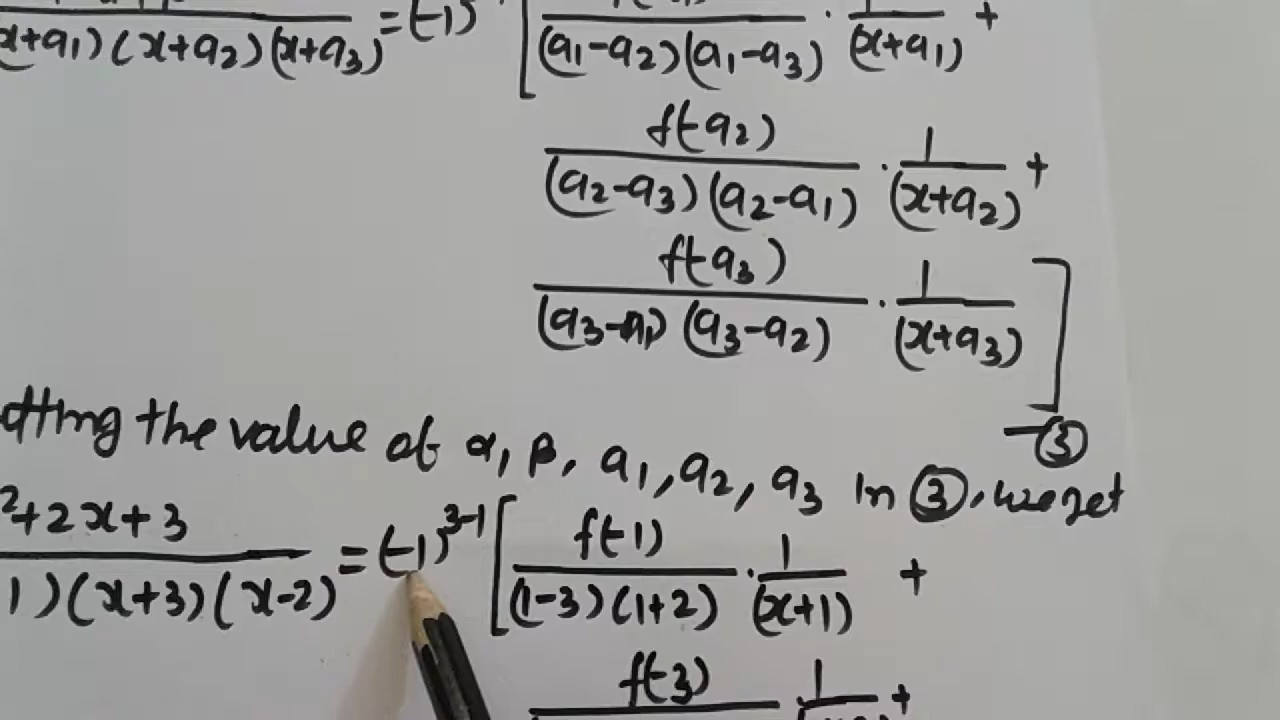 (x+a1)(x+a2)(x+a3) = (-1) [ (a1-a2)(a1-a3) . (x+a1) +
f(-a2) / (a2-a3)(a2-a1) . 1/(x+a2) +
f(-a3) / (a3-a1)(a3-a2) . 1/(x+a3) ]
-③
the value of α, β, a1, a2, a3 in ③, we get
²+2x+3 / 1)(x+3)(x-2) = (-1)^3-1 [ f(-1) / (1-3)(1+2) . 1/(x+1) +
f(-3) 1 +